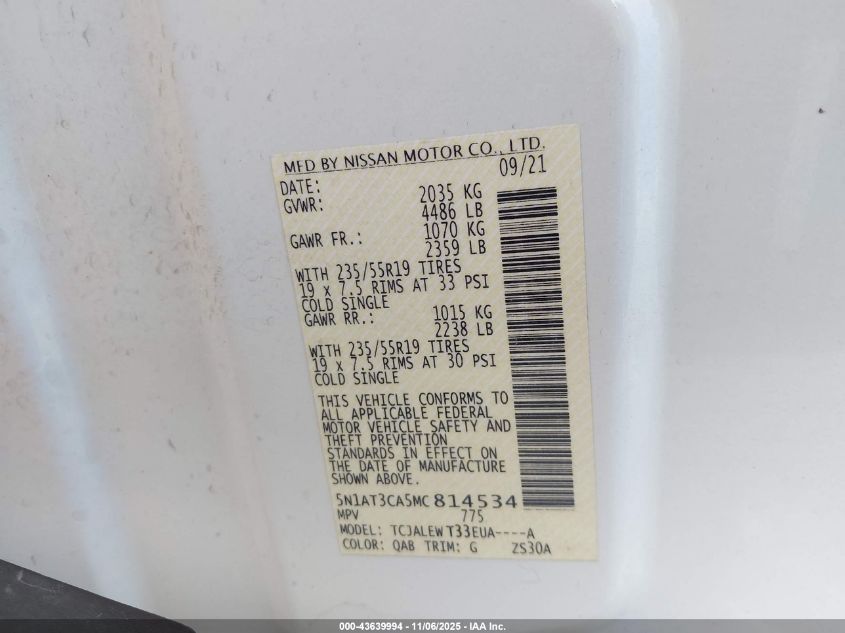 MFD BY NISSAN MOTOR CO., LTD.
DATE: 09/21
GVWR: 2035 KG
4486 LB
GAWR FR.: 1070 KG
2359 LB
WITH 235/55R19 TIRES
19 x 7.5 RIMS AT 33 PSI
COLD SINGLE
GAWR RR.: 1015 KG
2238 LB
WITH 235/55R19 TIRES
19 x 7.5 RIMS AT 30 PSI
COLD SINGLE
THIS VEHICLE CONFORMS TO
ALL APPLICABLE FEDERAL
MOTOR VEHICLE SAFETY AND
THEFT PREVENTION
STANDARDS IN EFFECT ON
THE DATE OF MANUFACTURE
SHOWN ABOVE.
5N1AT3CA5MC814534
MPV 775
MODEL: TCJALEWT33EUA----A
COLOR: QAB TRIM: G ZS30A
000-43639994 - 11/06/2025 - IAA Inc.